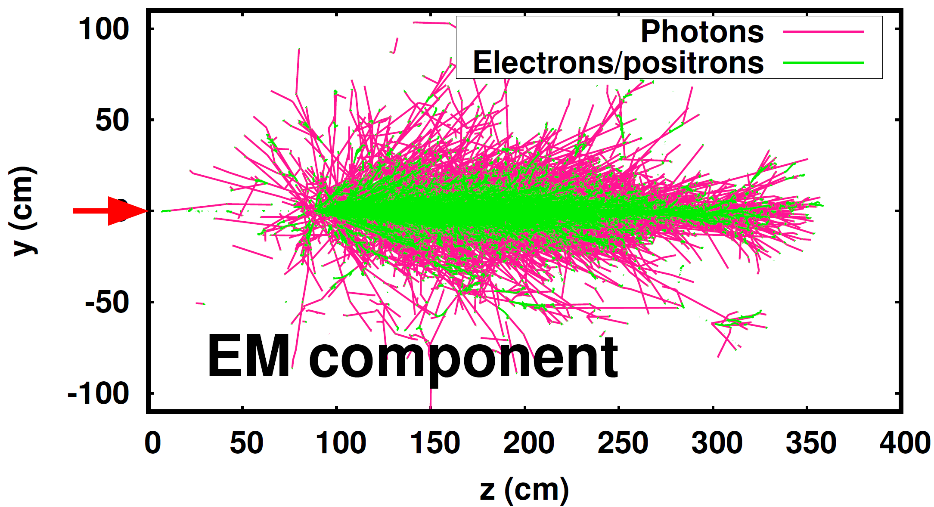 Photons
Electrons/positrons
100
50
0
-50
-100
y (cm)
EM component
0 50 100 150 200 250 300 350 400
z (cm)